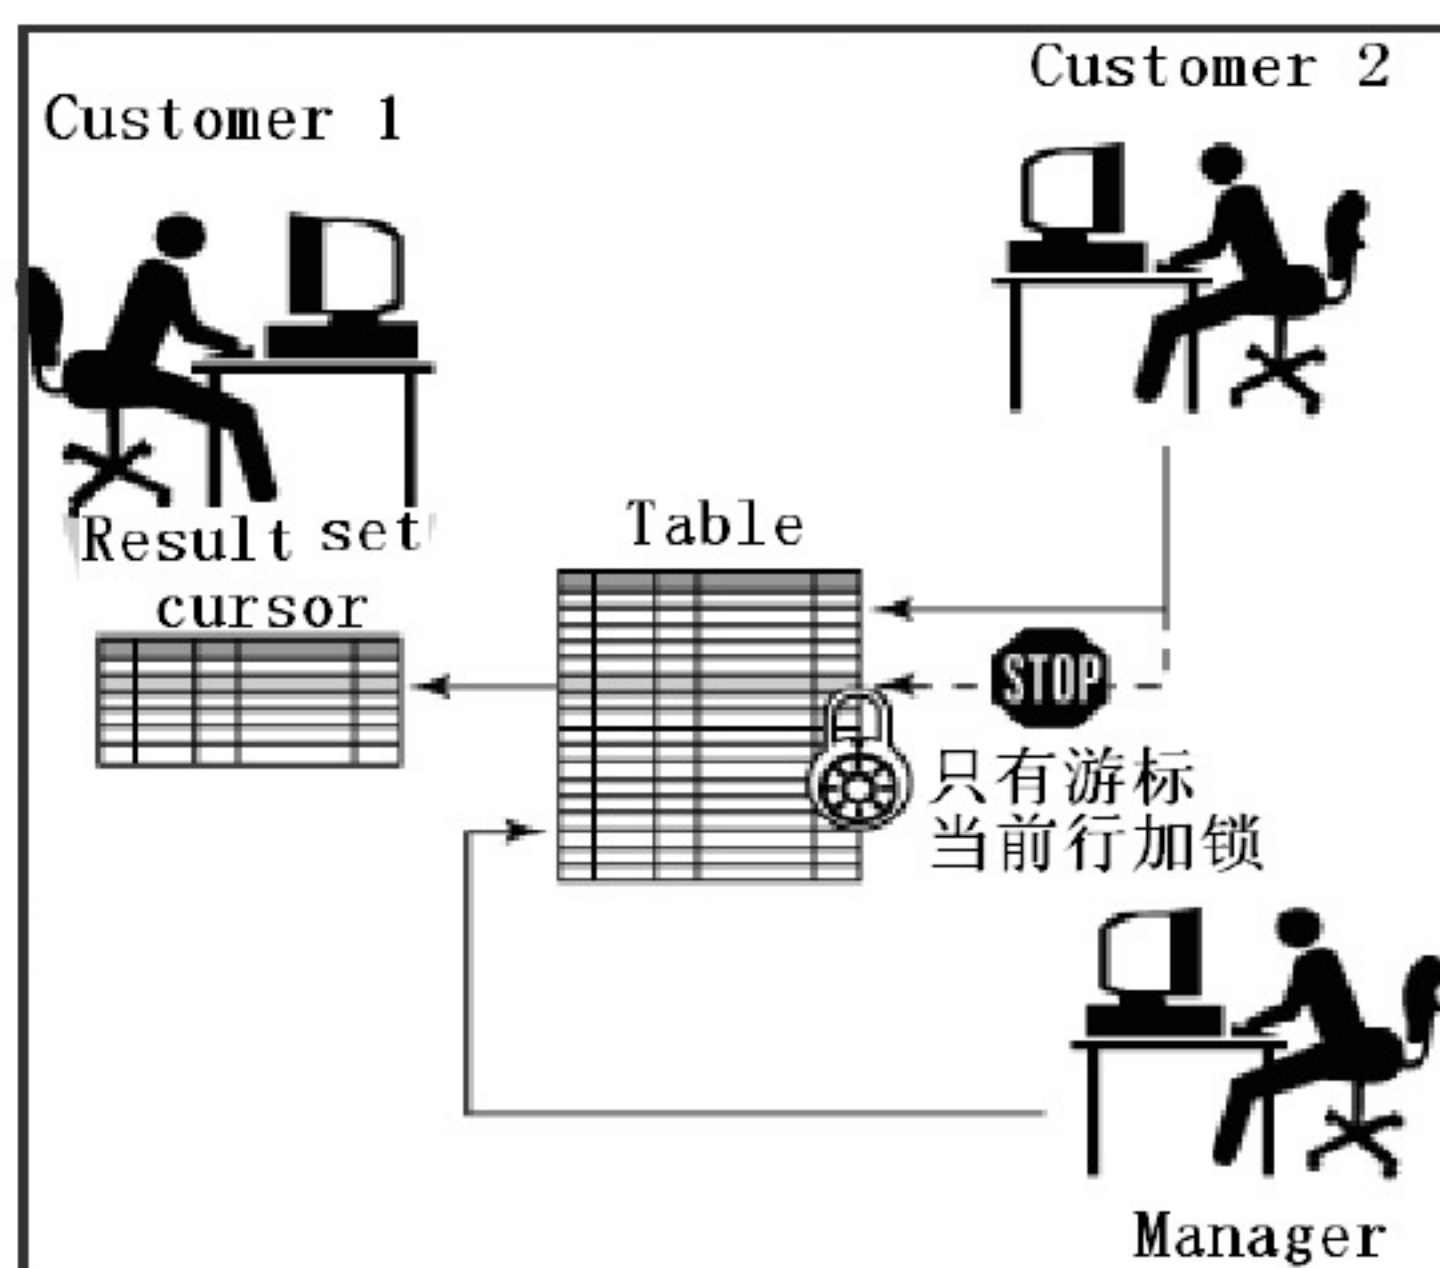 Customer 1
Customer 2
Result set
cursor
Table
STOP
只有游标
当前行加锁
Manager